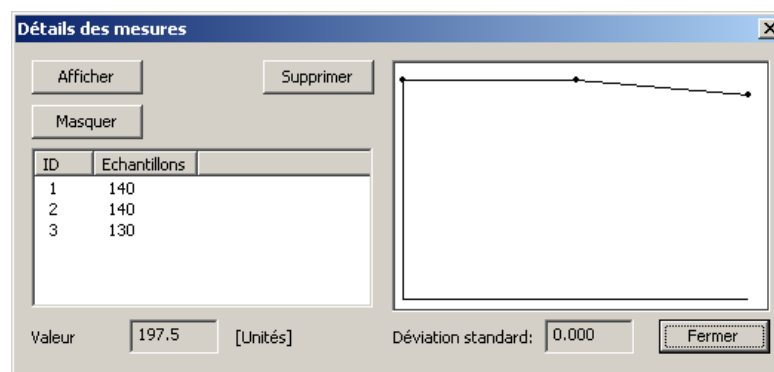 Détails des mesures
Afficher
Supprimer
Masquer
ID Echantillons
1 140
2 140
3 130
Valeur 197.5 [Unités] Déviation standard: 0.000 Fermer